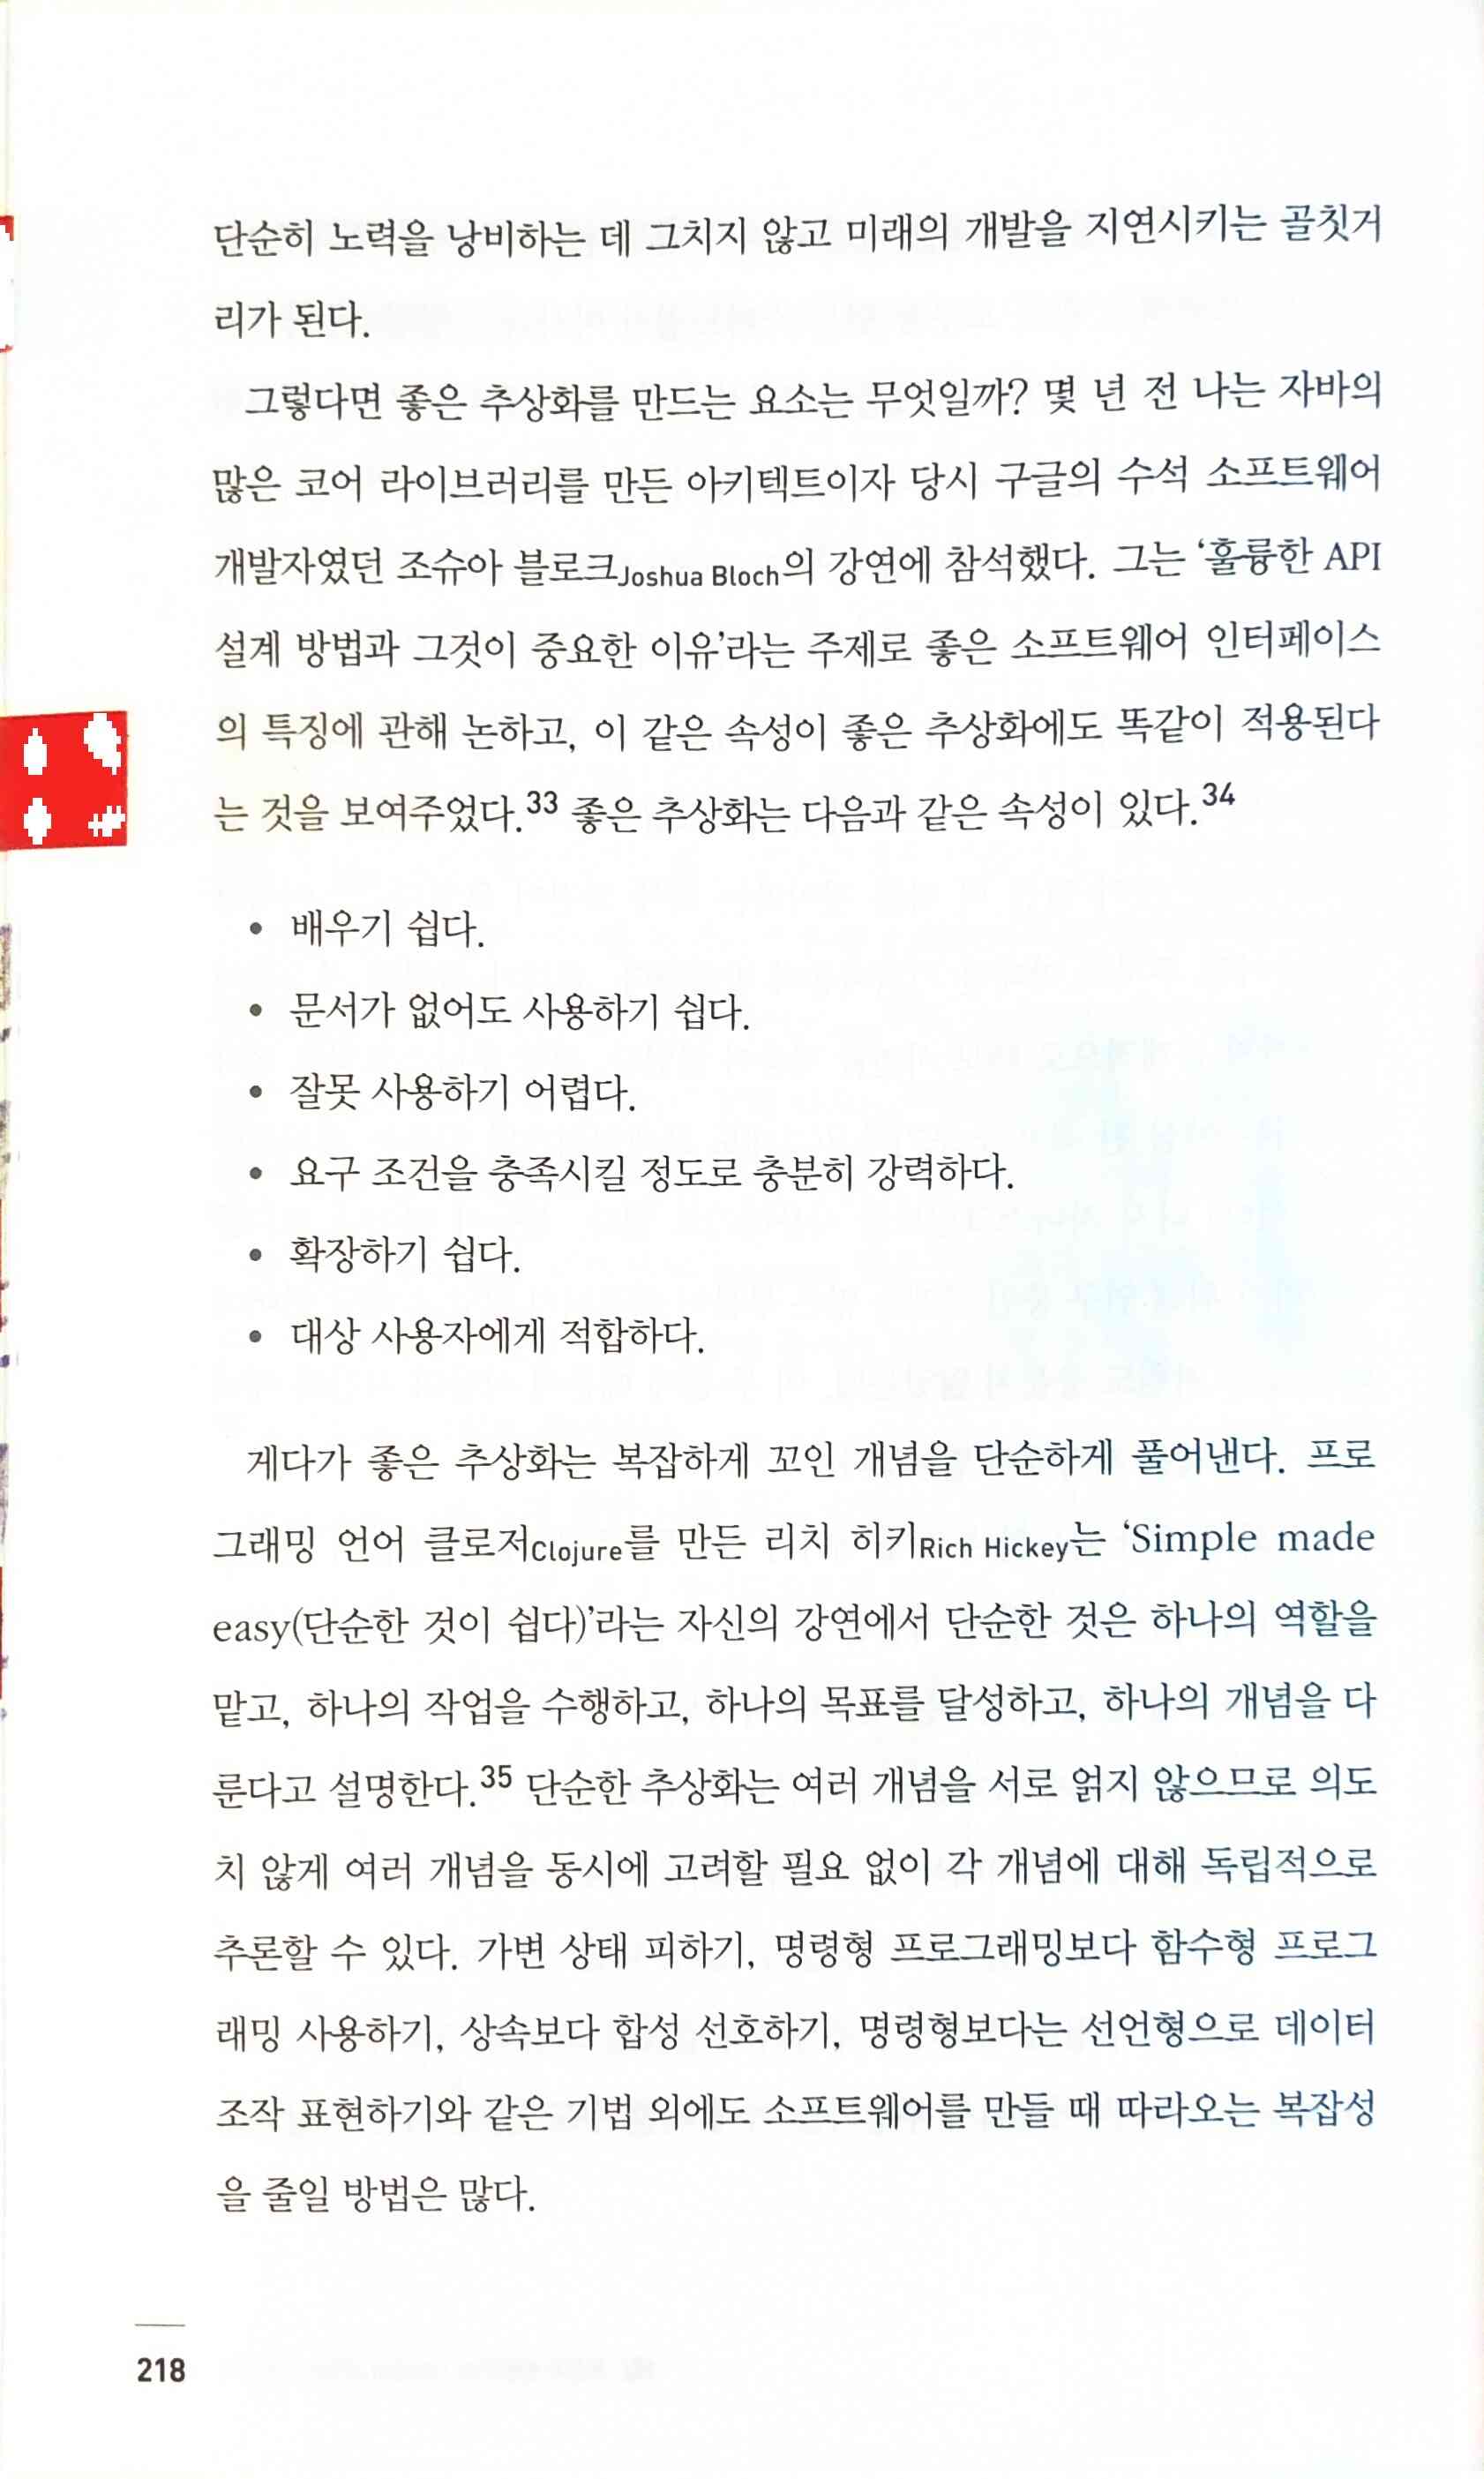 단순히 노력을 낭비하는 데 그치지 않고 미래의 개발을 지연시키는 골칫거
리가 된다.
그렇다면 좋은 추상화를 만드는 요소는 무엇일까? 몇 년 전 나는 자바의
많은 코어 라이브러리를 만든 아키텍트이자 당시 구글의 수석 소프트웨어
개발자였던 조슈아 블로크Joshua Bloch의 강연에 참석했다. 그는 ‘훌륭한 API
설계 방법과 그것이 중요한 이유’라는 주제로 좋은 소프트웨어 인터페이스
의 특징에 관해 논하고, 이 같은 속성이 좋은 추상화에도 똑같이 적용된다
는 것을 보여주었다.33 좋은 추상화는 다음과 같은 속성이 있다.34
• 배우기 쉽다.
• 문서가 없어도 사용하기 쉽다.
• 잘못 사용하기 어렵다.
• 요구 조건을 충족시킬 정도로 충분히 강력하다.
• 확장하기 쉽다.
• 대상 사용자에게 적합하다.
게다가 좋은 추상화는 복잡하게 꼬인 개념을 단순하게 풀어낸다. 프로
그래밍 언어 클로저Clojure를 만든 리치 히키Rich Hickey는 ‘Simple made
easy(단순한 것이 쉽다)’라는 자신의 강연에서 단순한 것은 하나의 역할을
맡고, 하나의 작업을 수행하고, 하나의 목표를 달성하고, 하나의 개념을 다
룬다고 설명한다.35 단순한 추상화는 여러 개념을 서로 얽지 않으므로 의도
치 않게 여러 개념을 동시에 고려할 필요 없이 각 개념에 대해 독립적으로
추론할 수 있다. 가변 상태 피하기, 명령형 프로그래밍보다 함수형 프로그
래밍 사용하기, 상속보다 합성 선호하기, 명령형보다는 선언형으로 데이터
조작 표현하기와 같은 기법 외에도 소프트웨어를 만들 때 따라오는 복잡성
을 줄일 방법은 많다.
218